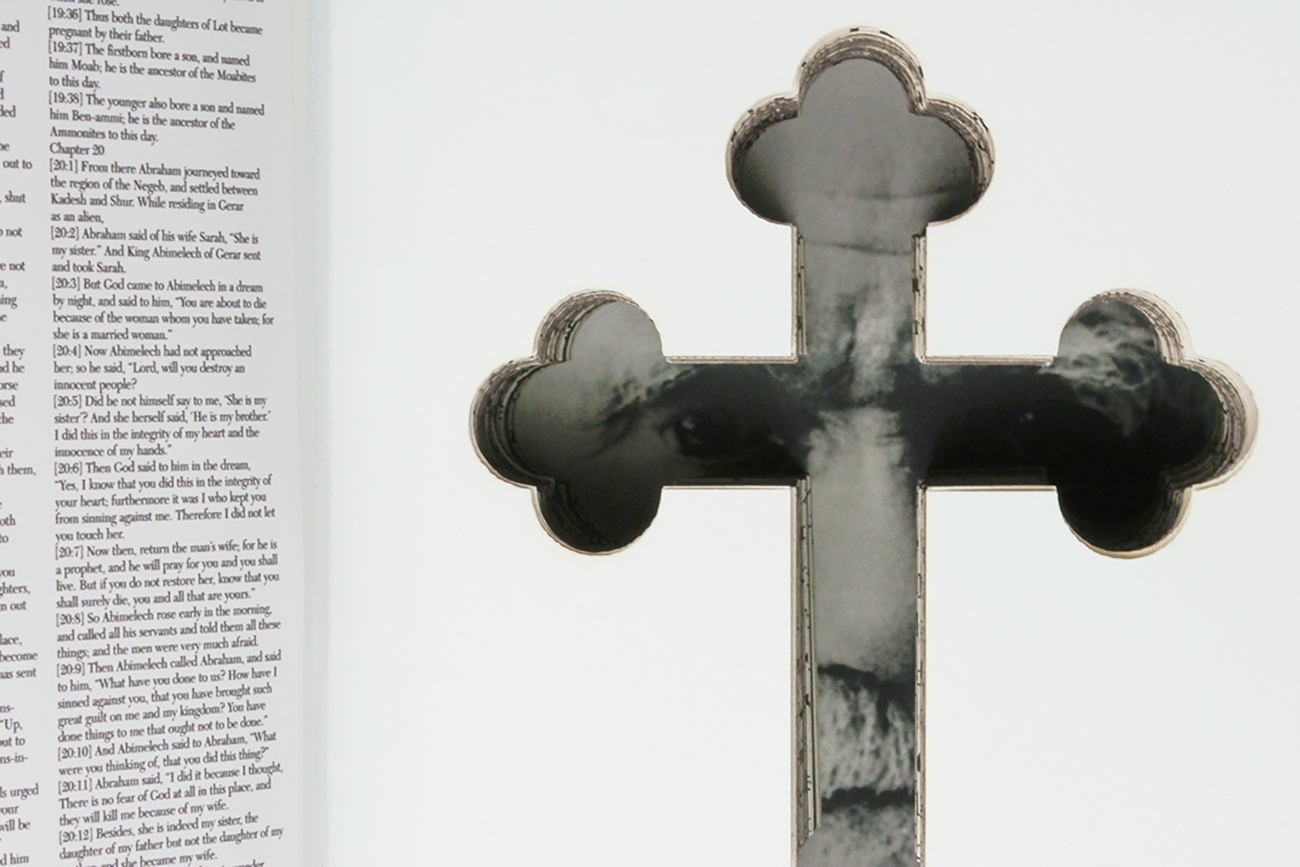 and
ed
f
d
ded
he
out to
shut
o not
e not
a,
ing
e
they
nd he
orse
sed
the
eir
h them,
oth
to
you
ghters,
n out
lace,
become
has sent
ns-
"Up,
out to
ns-in-
ls urged
your
will be
d him
[19:36] Thus both the daughters of Lot became
pregnant by their father.
[19:37] The firstborn bore a son, and named
him Moab; he is the ancestor of the Moabites
to this day.
[19:38] The younger also bore a son and named
him Ben-ammi; he is the ancestor of the
Ammonites to this day.
Chapter 20
[20:1] From there Abraham journeyed toward
the region of the Negeb, and settled between
Kadesh and Shur. While residing in Gerar
as an alien,
[20:2] Abraham said of his wife Sarah, "She is
my sister." And King Abimelech of Gerar sent
and took Sarah.
[20:3] But God came to Abimelech in a dream
by night, and said to him, "You are about to die
because of the woman whom you have taken; for
she is a married woman."
[20:4] Now Abimelech had not approached
her; so he said, "Lord, will you destroy an
innocent people?
[20:5] Did he not himself say to me, 'She is my
sister'? And she herself said, 'He is my brother.'
I did this in the integrity of my heart and the
innocence of my hands."
[20:6] Then God said to him in the dream,
"Yes, I know that you did this in the integrity of
your heart; furthermore it was I who kept you
from sinning against me. Therefore I did not let
you touch her.
[20:7] Now then, return the man's wife; for he is
a prophet, and he will pray for you and you shall
live. But if you do not restore her, know that you
shall surely die, you and all that are yours."
[20:8] So Abimelech rose early in the morning,
and called all his servants and told them all these
things; and the men were very much afraid.
[20:9] Then Abimelech called Abraham, and said
to him, "What have you done to us? How have I
sinned against you, that you have brought such
great guilt on me and my kingdom? You have
done things to me that ought not to be done."
[20:10] And Abimelech said to Abraham, "What
were you thinking of, that you did this thing?"
[20:11] Abraham said, "I did it because I thought,
There is no fear of God at all in this place, and
they will kill me because of my wife.
[20:12] Besides, she is indeed my sister, the
daughter of my father but not the daughter of my
and she became my wife.